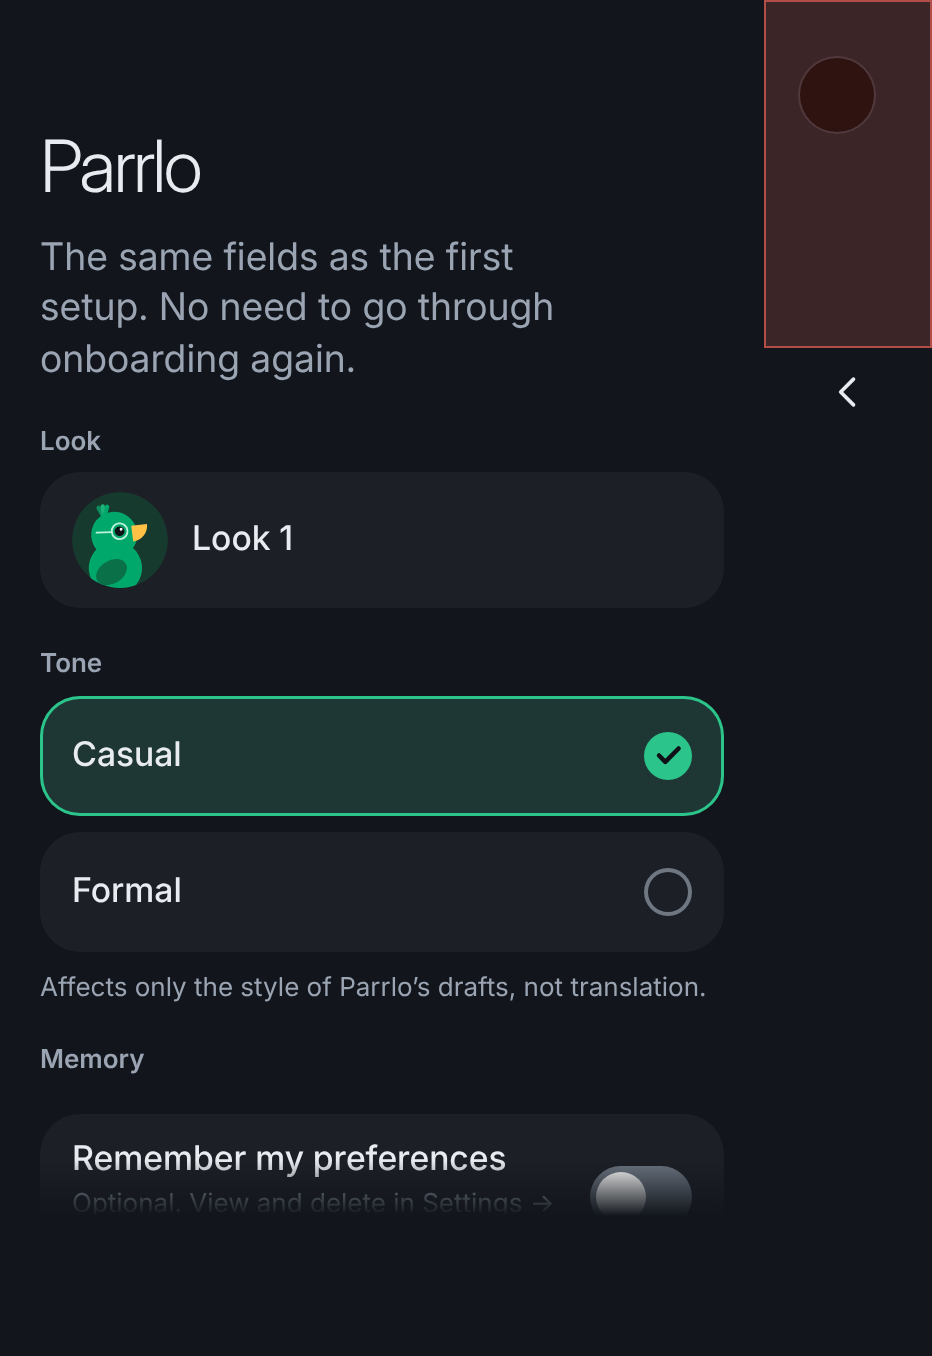 Parrlo
The same fields as the first
setup. No need to go through
onboarding again.
Look
Look 1
Tone
Casual
Formal
Affects only the style of Parrlo’s drafts, not translation.
Memory
Remember my preferences
Optional. View and delete in Settings →